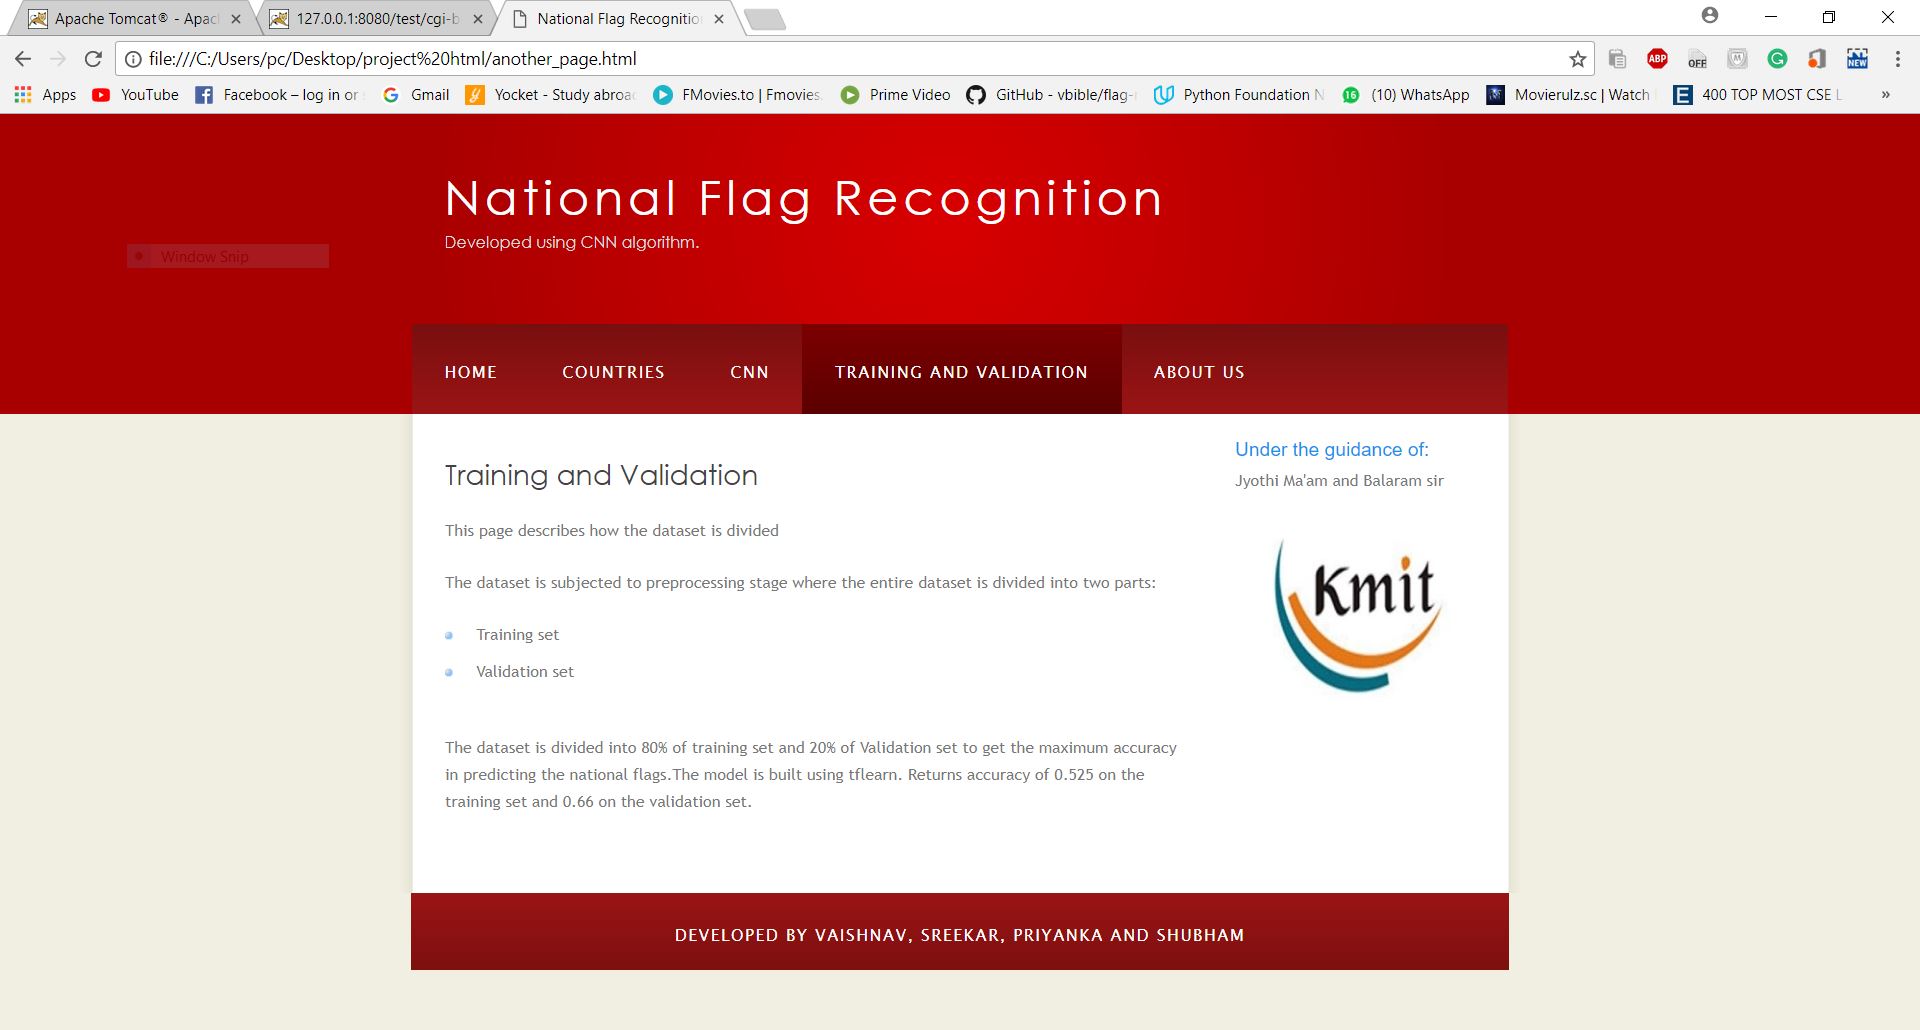 Apache Tomcat® - Apac
127.0.0.1:8080/test/cgi-b
National Flag Recognitio
file:///C:/Users/pc/Desktop/project%20html/another_page.html
ABP
OFF
NEW
Apps
YouTube
Facebook – log in or
Gmail
Yocket - Study abroa
FMovies.to | Fmovies.
Prime Video
GitHub - vbible/flag-
Python Foundation N
16
(10) WhatsApp
Movierulz.sc | Watch
400 TOP MOST CSE L
»
National Flag Recognition
Developed using CNN algorithm.
Window Snip
HOME COUNTRIES CNN TRAINING AND VALIDATION ABOUT US
Training and Validation
This page describes how the dataset is divided
The dataset is subjected to preprocessing stage where the entire dataset is divided into two parts:
Training set
Validation set
The dataset is divided into 80% of training set and 20% of Validation set to get the maximum accuracy
in predicting the national flags.The model is built using tflearn. Returns accuracy of 0.525 on the
training set and 0.66 on the validation set.
Under the guidance of:
Jyothi Ma'am and Balaram sir
Kmit
DEVELOPED BY VAISHNAV, SREEKAR, PRIYANKA AND SHUBHAM